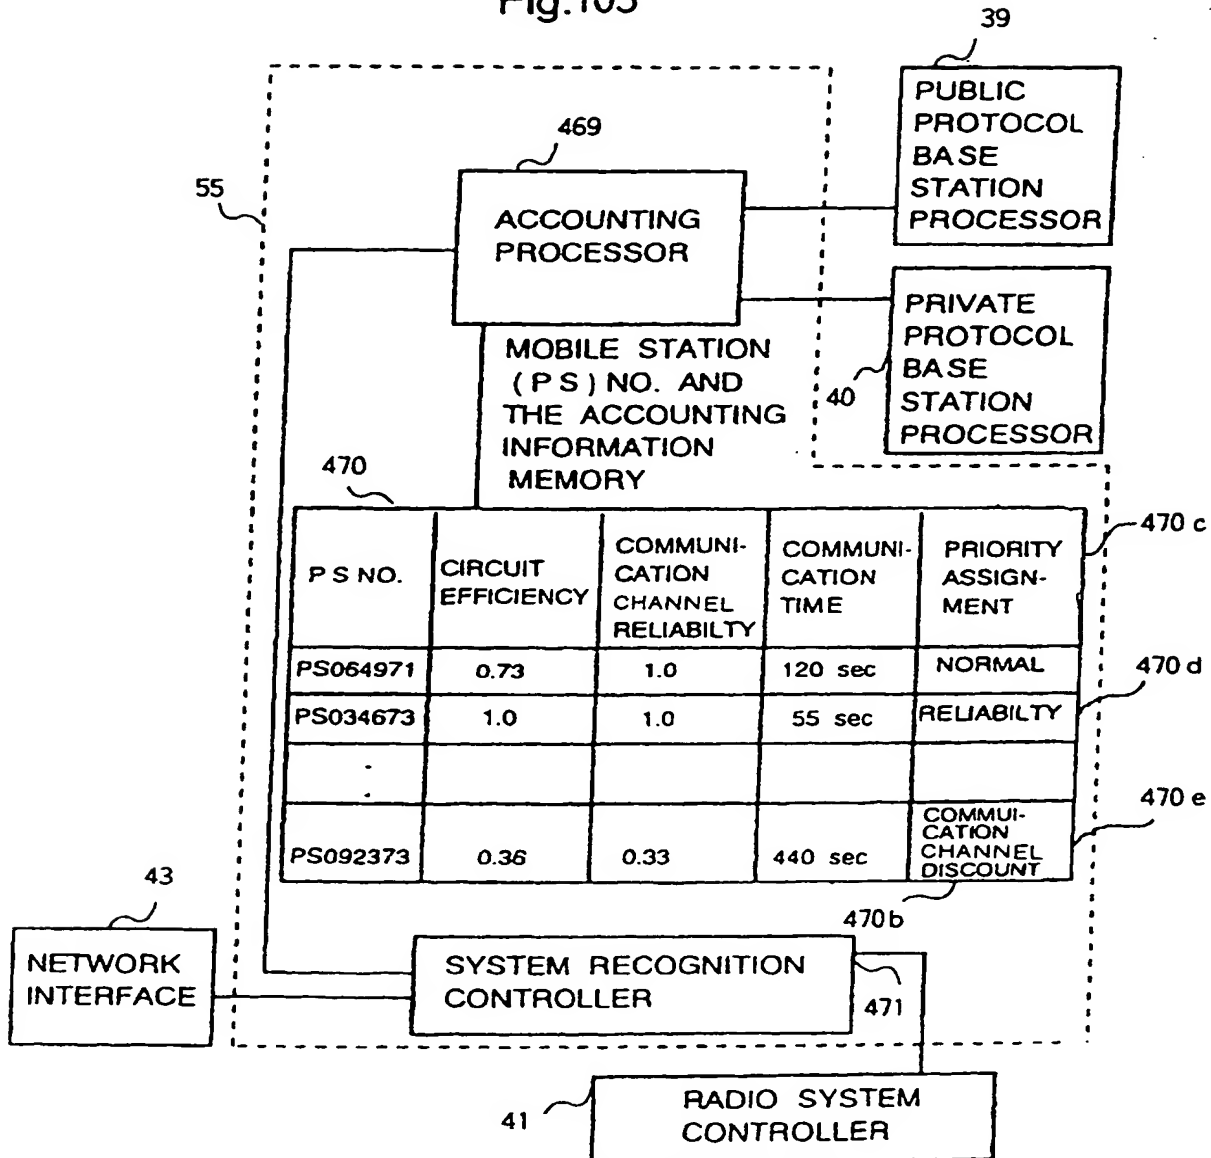 Fig.105
39
PUBLIC
PROTOCOL
BASE
STATION
PROCESSOR
469
55
ACCOUNTING
PROCESSOR
PRIVATE
PROTOCOL
BASE
STATION
PROCESSOR
40
MOBILE STATION
(PS) NO. AND
THE ACCOUNTING
INFORMATION
MEMORY
470
470 c
P S NO.
CIRCUIT
EFFICIENCY
COMMUNI-
CATION
CHANNEL
RELIABILTY
COMMUNI-
CATION
TIME
PRIORITY
ASSIGN-
MENT
PS064971 0.73 1.0 120 sec NORMAL
470 d
PS034673 1.0 1.0 55 sec RELIABILTY
470 e
PS092373 0.36 0.33 440 sec
COMMUI-
CATION
CHANNEL
DISCOUNT
470b
43
NETWORK
INTERFACE
SYSTEM RECOGNITION
CONTROLLER
471
41
RADIO SYSTEM
CONTROLLER